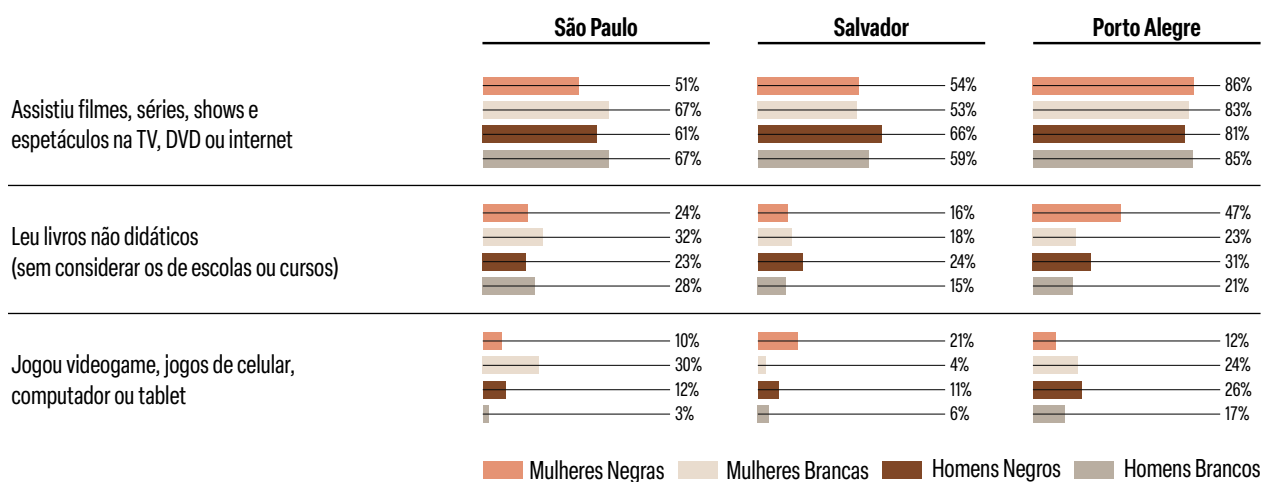 São Paulo Salvador Porto Alegre
Assistiu filmes, séries, shows e
espetáculos na TV, DVD ou internet
51% 54% 86%
67% 53% 83%
61% 66% 81%
67% 59% 85%
Leu livros não didáticos
(sem considerar os de escolas ou cursos)
24% 16% 47%
32% 18% 23%
23% 24% 31%
28% 15% 21%
Jogou videogame, jogos de celular,
computador ou tablet
10% 21% 12%
30% 4% 24%
12% 11% 26%
3% 6% 17%
Mulheres Negras Mulheres Brancas Homens Negros Homens Brancos